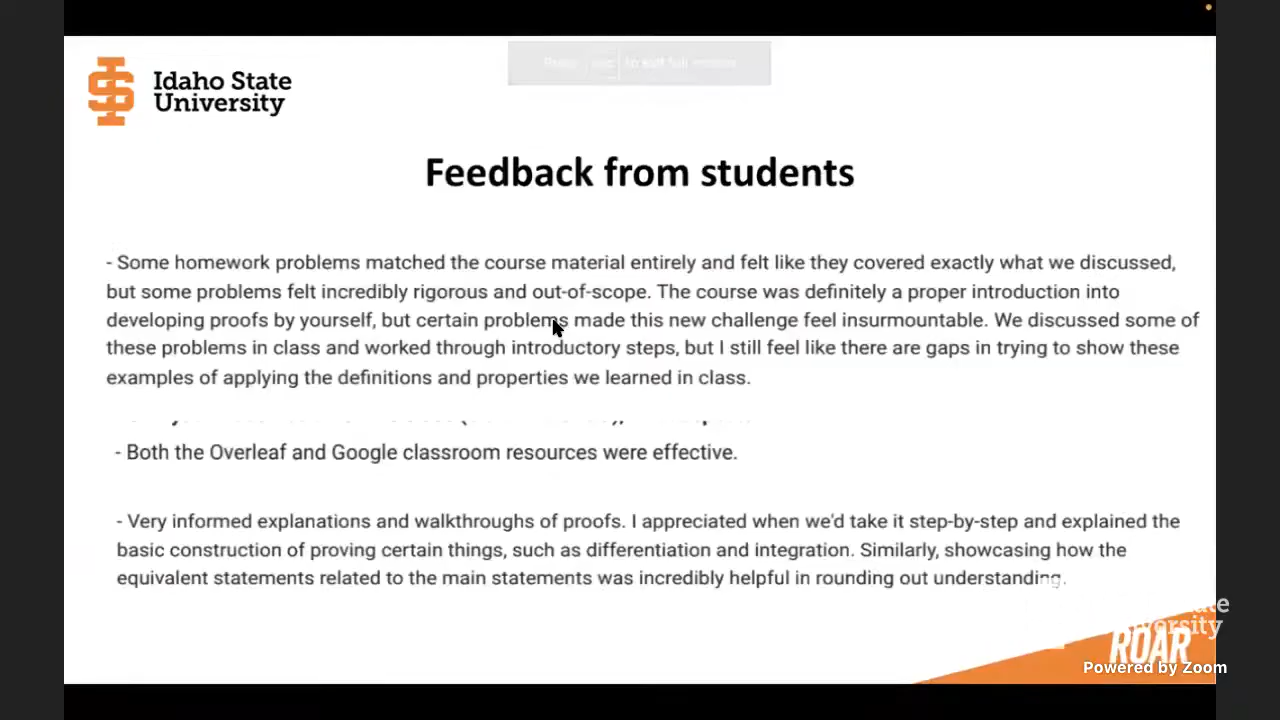 Idaho State
University
Feedback from students
- Some homework problems matched the course material entirely and felt like they covered exactly what we discussed,
but some problems felt incredibly rigorous and out-of-scope. The course was definitely a proper introduction into
developing proofs by yourself, but certain problems made this new challenge feel insurmountable. We discussed some of
these problems in class and worked through introductory steps, but I still feel like there are gaps in trying to show these
examples of applying the definitions and properties we learned in class.
- Both the Overleaf and Google classroom resources were effective.
- Very informed explanations and walkthroughs of proofs. I appreciated when we'd take it step-by-step and explained the
basic construction of proving certain things, such as differentiation and integration. Similarly, showcasing how the
equivalent statements related to the main statements was incredibly helpful in rounding out understanding.
ROAR
Powered by Zoom